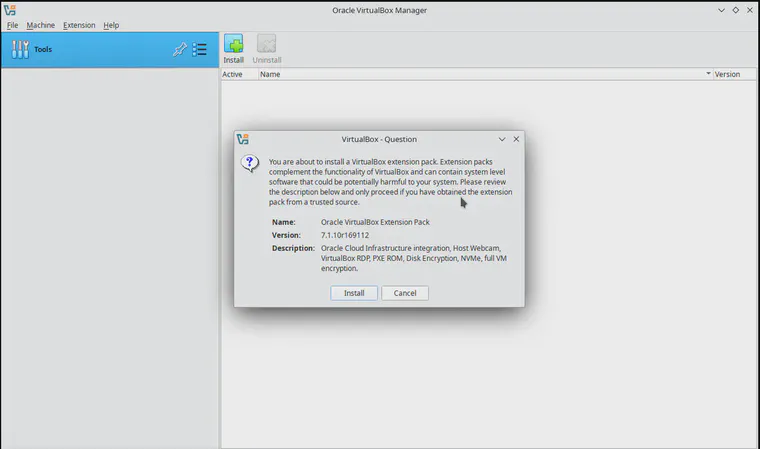 Oracle VirtualBox Manager
File Machine Extension Help
Tools
Install Uninstall
Active Name Version
VirtualBox - Question
You are about to install a VirtualBox extension pack. Extension packs
complement the functionality of VirtualBox and can contain system level
software that could be potentially harmful to your system. Please review
the description below and only proceed if you have obtained the extension
pack from a trusted source.
Name: Oracle VirtualBox Extension Pack
Version: 7.1.10r169112
Description: Oracle Cloud Infrastructure integration, Host Webcam,
VirtualBox RDP, PXE ROM, Disk Encryption, NVMe, full VM
encryption.
Install Cancel